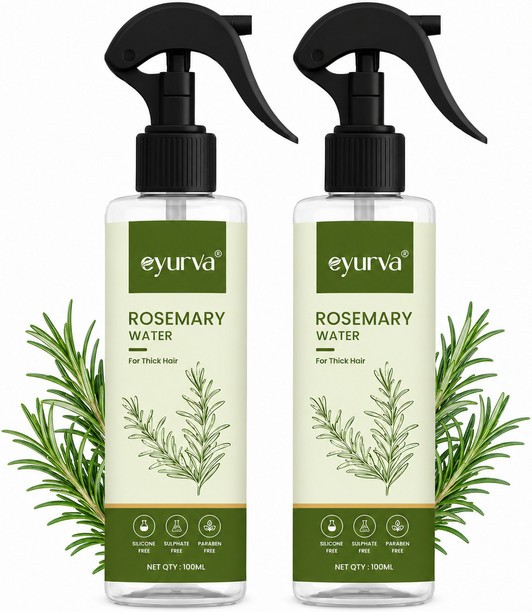 eyurva®
ROSEMARY
WATER
For Thick Hair
SILICONE
FREE
SULPHATE
FREE
PARABEN
FREE
NET QTY : 100ML
eyurva®
ROSEMARY
WATER
For Thick Hair
SILICONE
FREE
SULPHATE
FREE
PARABEN
FREE
NET QTY : 100ML